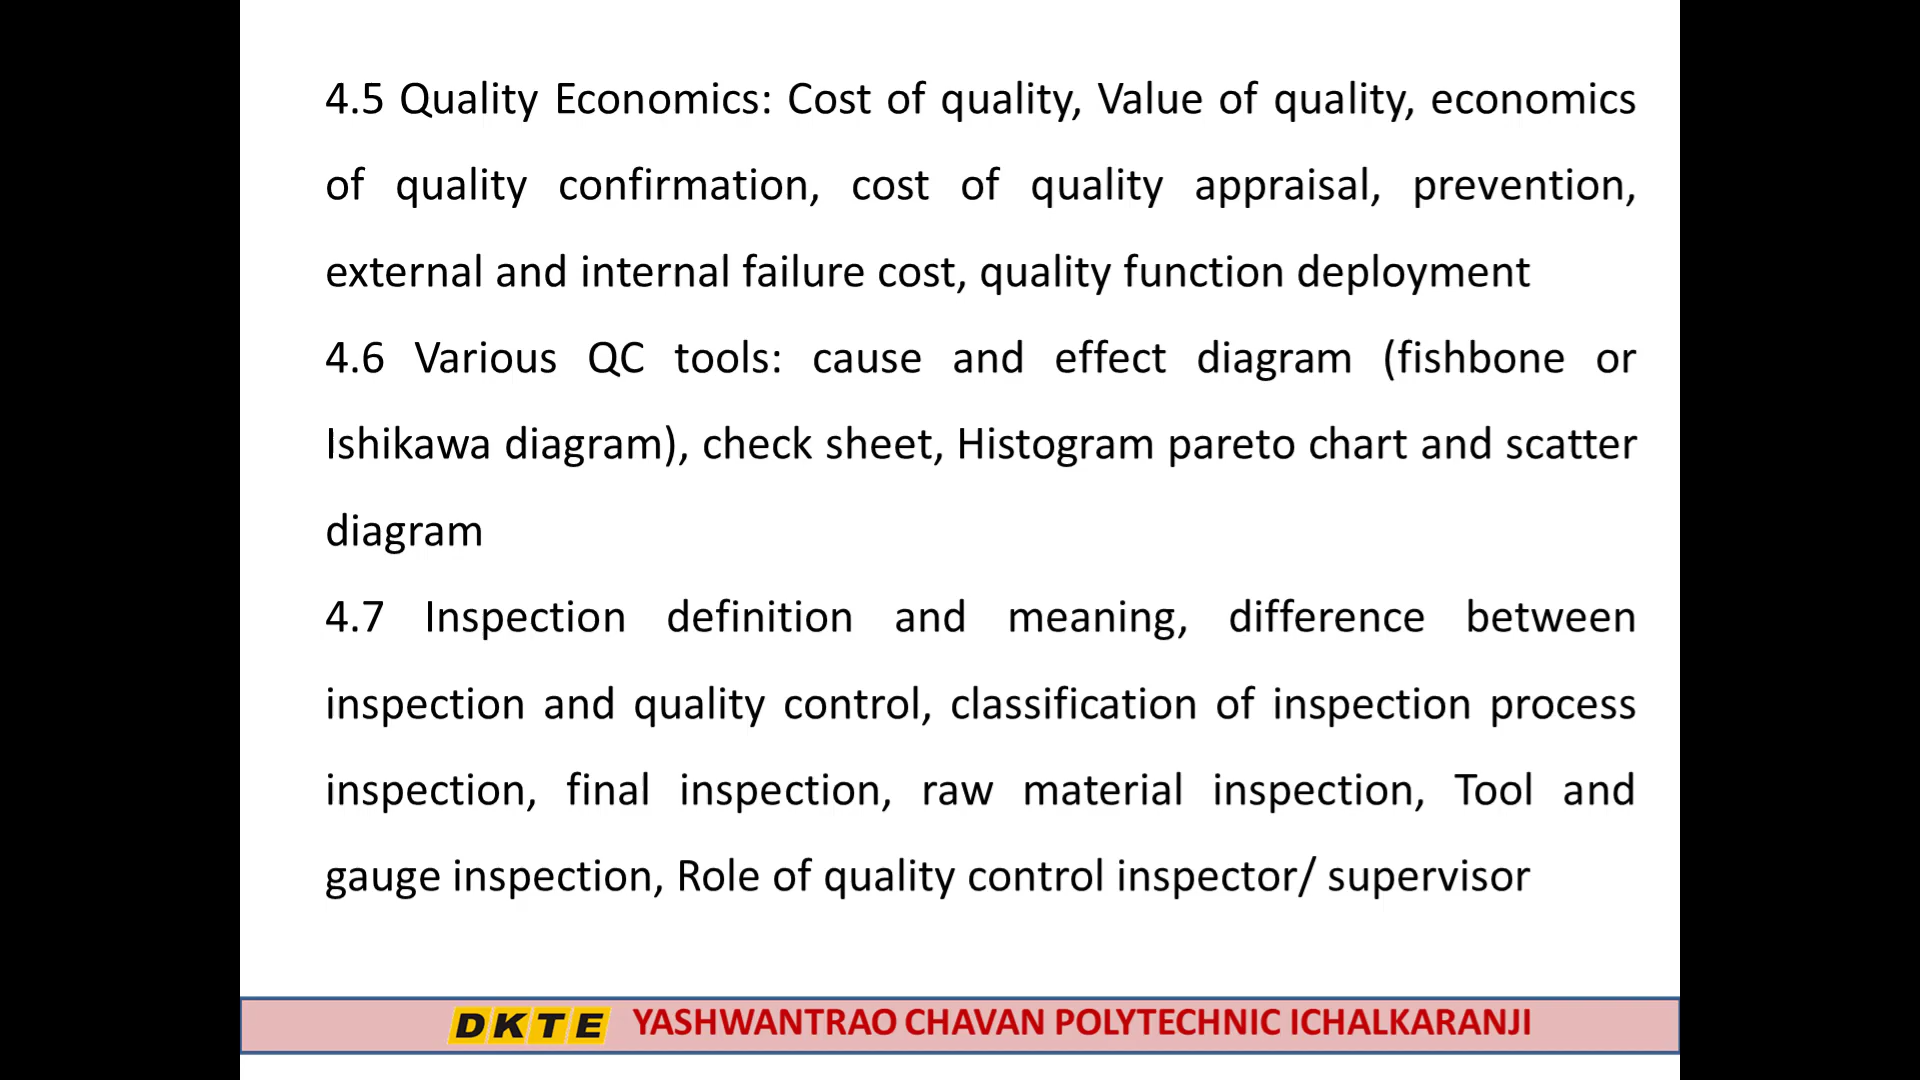 4.5 Quality Economics: Cost of quality, Value of quality, economics
of quality confirmation, cost of quality appraisal, prevention,
external and internal failure cost, quality function deployment
4.6 Various QC tools: cause and effect diagram (fishbone or
Ishikawa diagram), check sheet, Histogram pareto chart and scatter
diagram
4.7 Inspection definition and meaning, difference between
inspection and quality control, classification of inspection process
inspection, final inspection, raw material inspection, Tool and
gauge inspection, Role of quality control inspector/ supervisor
DKTE YASHWANTRAO CHAVAN POLYTECHNIC ICHALKARANJI